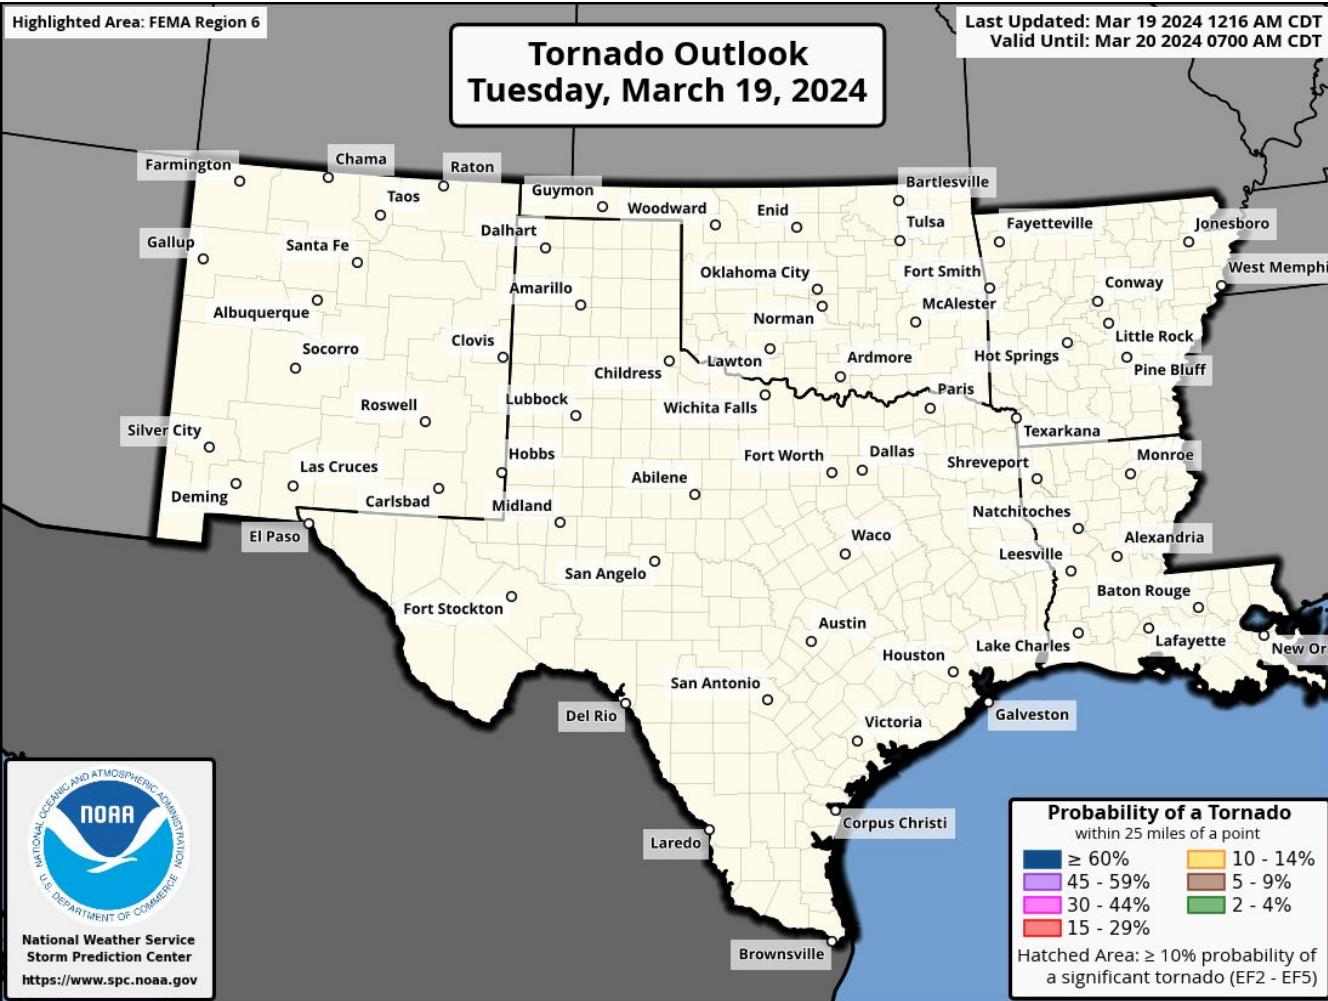 Highlighted Area: FEMA Region 6
Last Updated: Mar 19 2024 1216 AM CDT
Valid Until: Mar 20 2024 0700 AM CDT
Tornado Outlook
Tuesday, March 19, 2024
Farmington
Chama
Raton
Taos
Guymon
Woodward
Enid
Bartlesville
Tulsa
Fayetteville
Jonesboro
Gallup
Santa Fe
Dalhart
Oklahoma City
Fort Smith
West Memphi
Conway
Amarillo
McAlester
Albuquerque
Norman
Little Rock
Socorro
Clovis
Childress
Lawton
Ardmore
Hot Springs
Pine Bluff
Roswell
Lubbock
Wichita Falls
Paris
Silver City
Texarkana
Las Cruces
Hobbs
Abilene
Fort Worth
Dallas
Shreveport
Monroe
Deming
Carlsbad
Midland
Natchitoches
El Paso
San Angelo
Waco
Leesville
Alexandria
Fort Stockton
Baton Rouge
Austin
Lake Charles
Lafayette
New Or
Houston
San Antonio
Del Rio
Victoria
Galveston
Corpus Christi
Laredo
Brownsville
NATIONAL OCEANIC AND ATMOSPHERIC ADMINISTRATION
NOAA
U.S. DEPARTMENT OF COMMERCE
National Weather Service
Storm Prediction Center
https://www.spc.noaa.gov
Probability of a Tornado
within 25 miles of a point
≥ 60%
45 - 59%
30 - 44%
15 - 29%
10 - 14%
5 - 9%
2 - 4%
Hatched Area: ≥ 10% probability of
a significant tornado (EF2 - EF5)